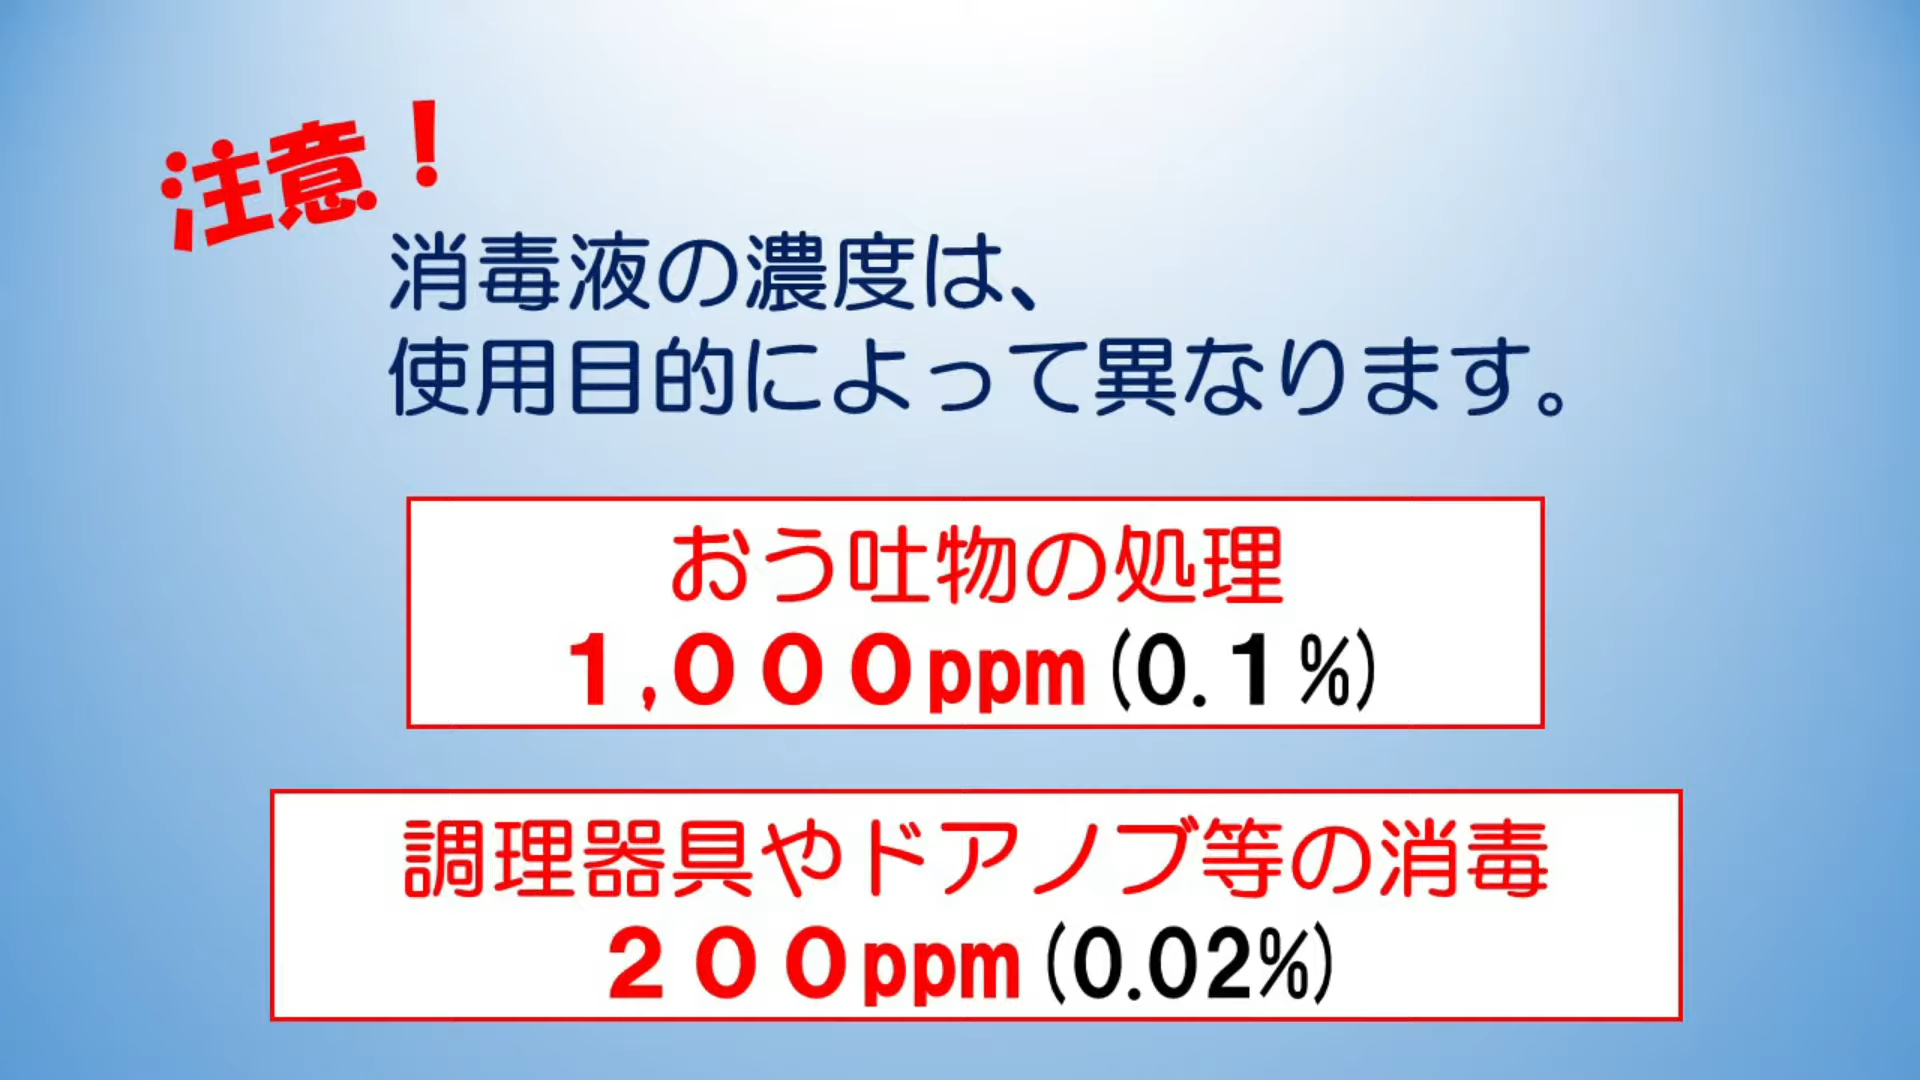 注意！
消毒液の濃度は、
使用目的によって異なります。
おう吐物の処理
１,０００ppm（０.１％）
調理器具やドアノブ等の消毒
２００ppm（0.02%）